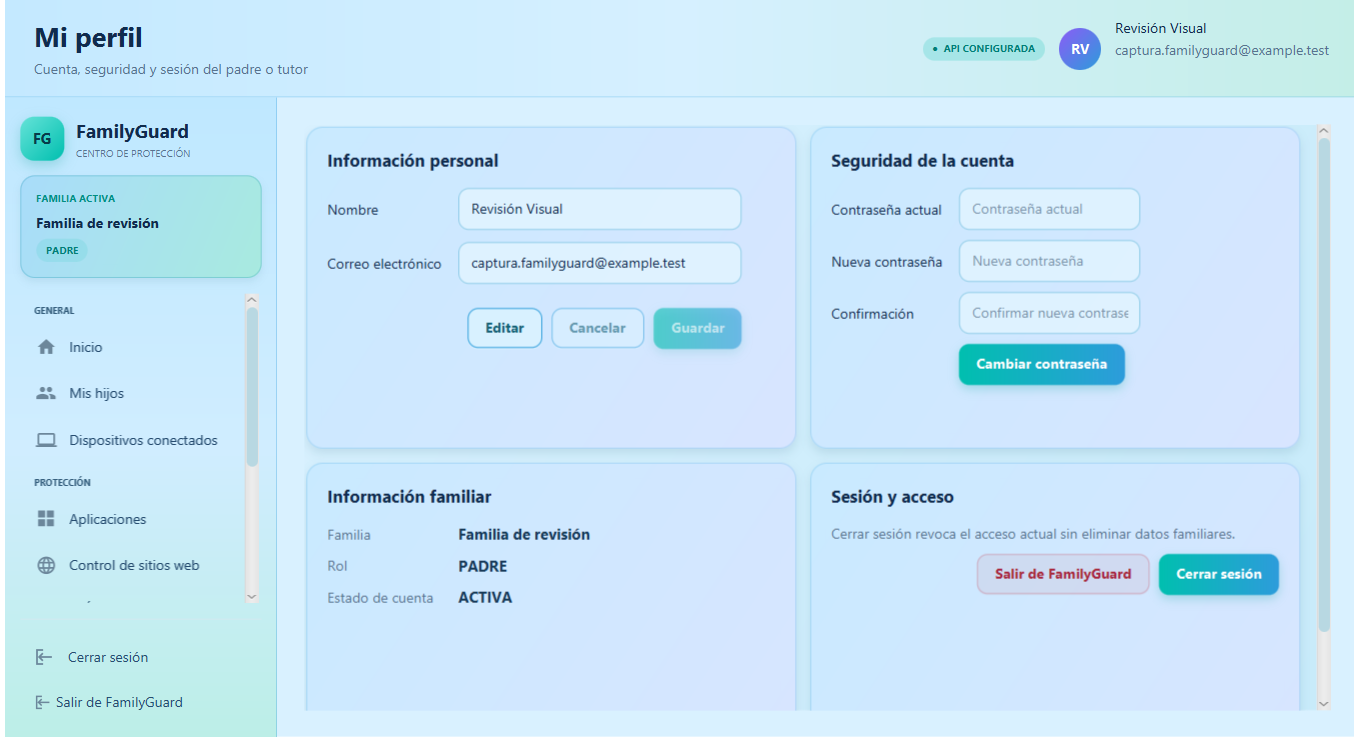 Mi perfil
Cuenta, seguridad y sesión del padre o tutor
• API CONFIGURADA
RV
Revisión Visual
captura.familyguard@example.test
FG
FamilyGuard
CENTRO DE PROTECCIÓN
FAMILIA ACTIVA
Familia de revisión
PADRE
GENERAL
Inicio
Mis hijos
Dispositivos conectados
PROTECCIÓN
Aplicaciones
Control de sitios web
Cerrar sesión
Salir de FamilyGuard
Información personal
Nombre
Revisión Visual
Correo electrónico
captura.familyguard@example.test
Editar
Cancelar
Guardar
Seguridad de la cuenta
Contraseña actual
Contraseña actual
Nueva contraseña
Nueva contraseña
Confirmación
Confirmar nueva contrase
Cambiar contraseña
Información familiar
Familia
Familia de revisión
Rol
PADRE
Estado de cuenta
ACTIVA
Sesión y acceso
Cerrar sesión revoca el acceso actual sin eliminar datos familiares.
Salir de FamilyGuard
Cerrar sesión